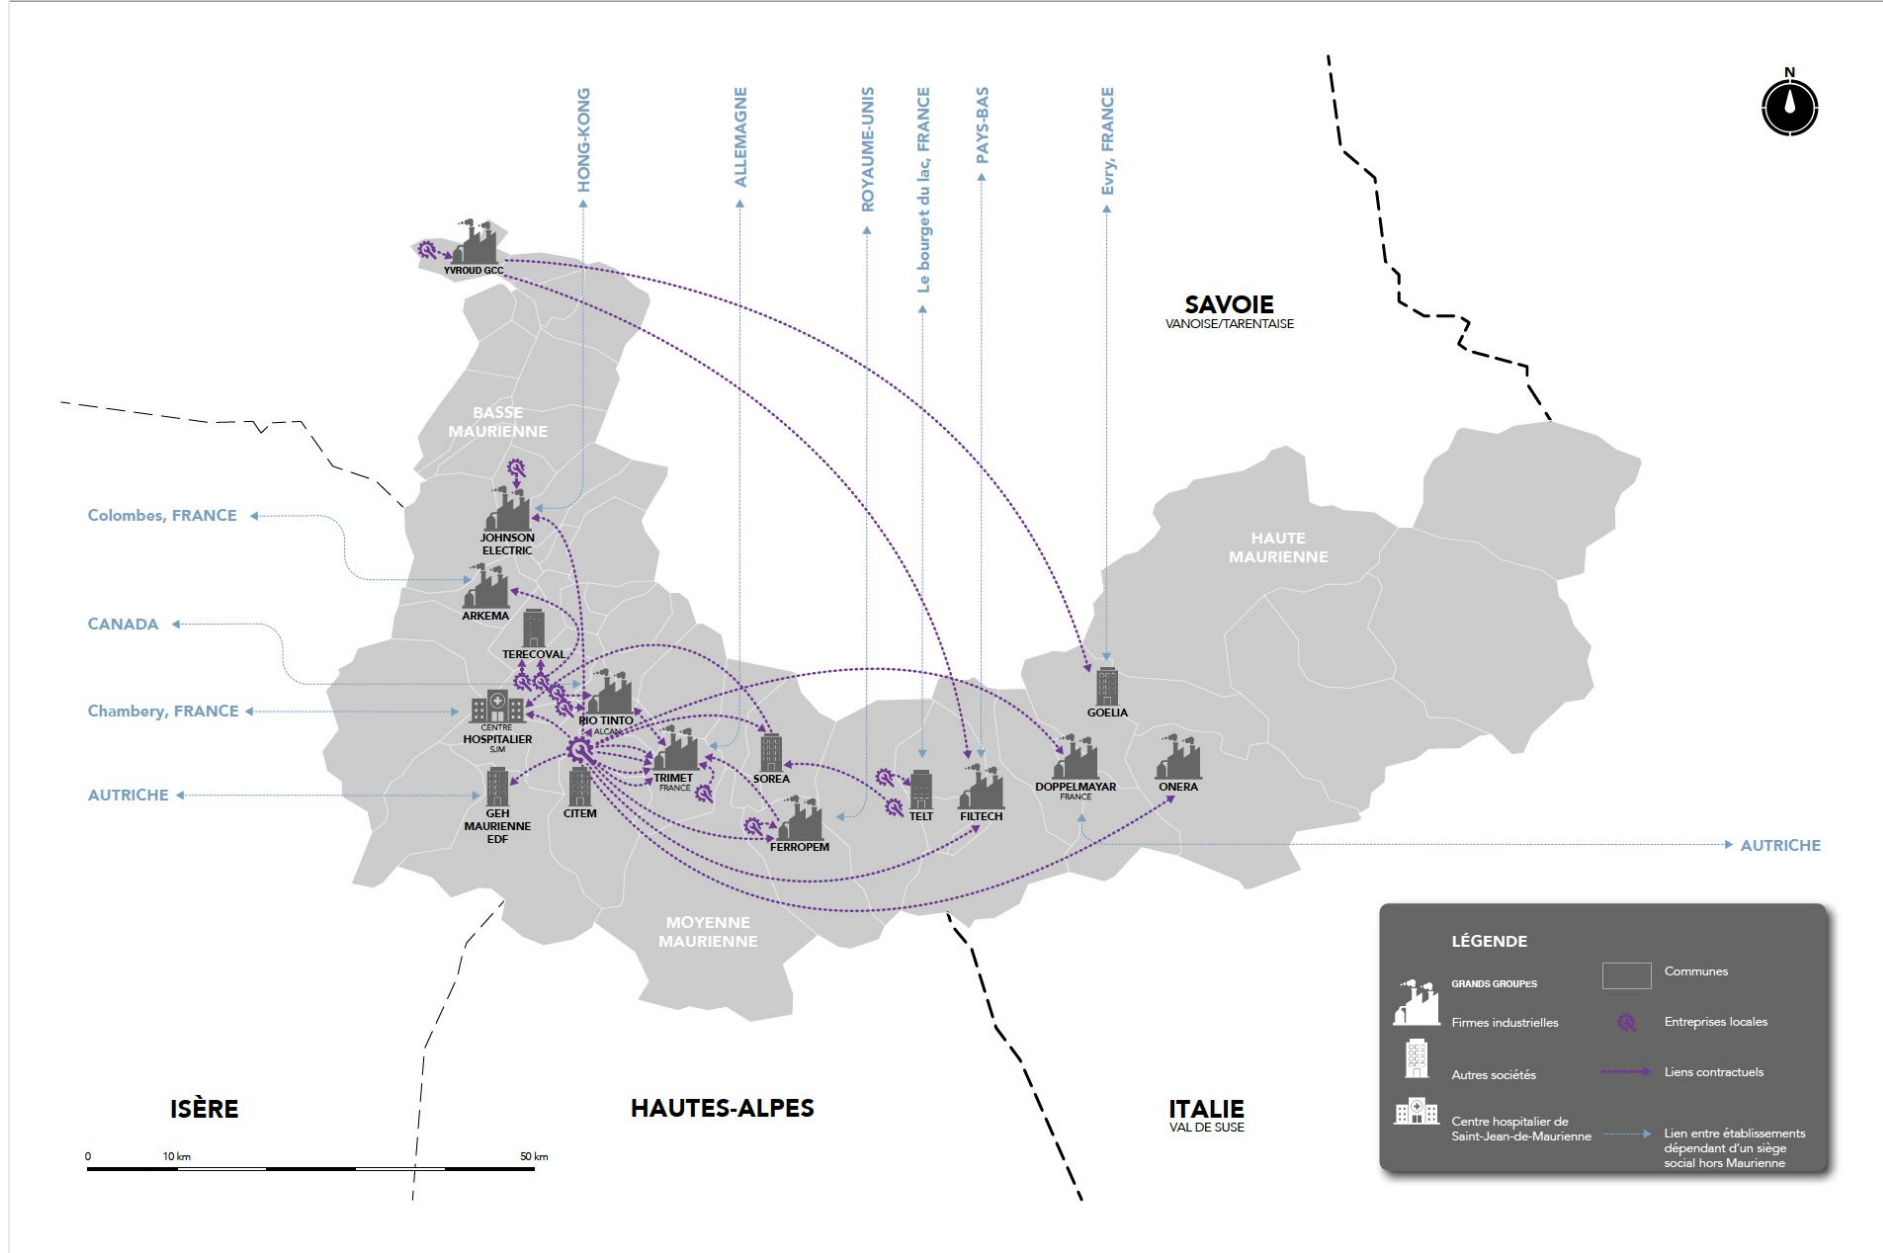 N
HONG-KONG
ALLEMAGNE
ROYAUME-UNIS
Le bourget du lac, FRANCE
PAYS-BAS
Evry, FRANCE
YVROUD GCC
SAVOIE
VANOISE/TARENTAISE
BASSE
MAURIENNE
Colombes, FRANCE
JOHNSON
ELECTRIC
HAUTE
MAURIENNE
ARKEMA
CANADA
TERECOVAL
Chambery, FRANCE
CENTRE
HOSPITALIER
SJM
RIO TINTO
ALCAN
GOELIA
TRIMET
FRANCE
SOREA
AUTRICHE
GEH
MAURIENNE
EDF
CITEM
TELT
FILTECH
DOPPELMAYAR
FRANCE
ONERA
FERROPEM
AUTRICHE
MOYENNE
MAURIENNE
LÉGENDE
GRANDS GROUPES
Firmes industrielles
Autres sociétés
Centre hospitalier de
Saint-Jean-de-Maurienne
Communes
Entreprises locales
Liens contractuels
Lien entre établissements
dépendant d'un siège
social hors Maurienne
ISÈRE
HAUTES-ALPES
ITALIE
VAL DE SUSE
0 10 km 50 km